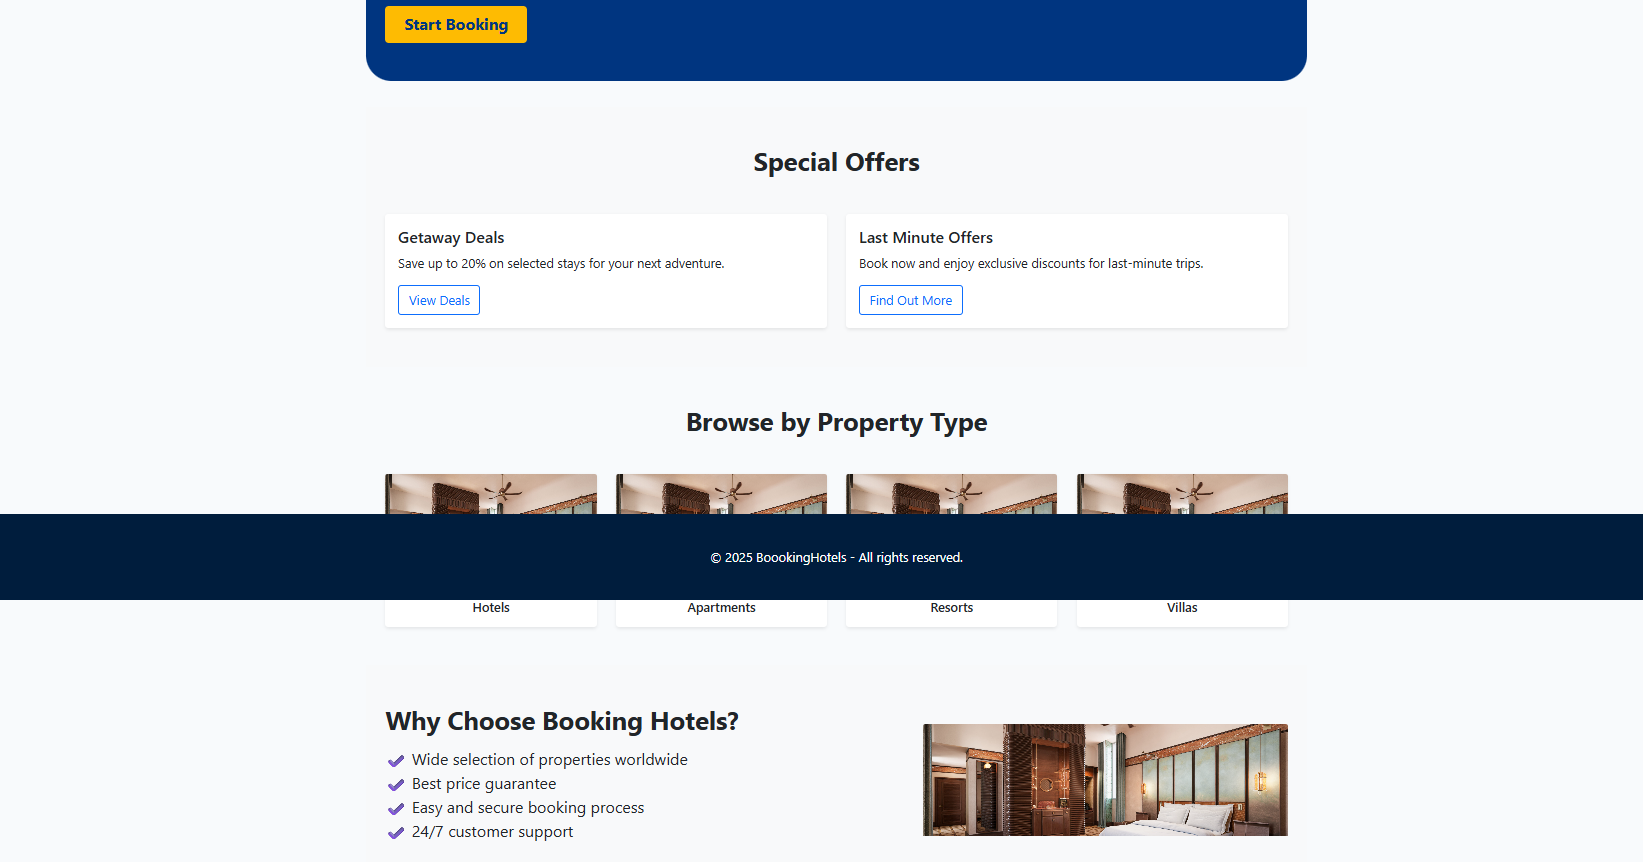 Start Booking
Special Offers
Getaway Deals
Save up to 20% on selected stays for your next adventure.
View Deals
Last Minute Offers
Book now and enjoy exclusive discounts for last-minute trips.
Find Out More
Browse by Property Type
© 2025 BoookingHotels - All rights reserved.
Hotels
Apartments
Resorts
Villas
Why Choose Booking Hotels?
Wide selection of properties worldwide
Best price guarantee
Easy and secure booking process
24/7 customer support